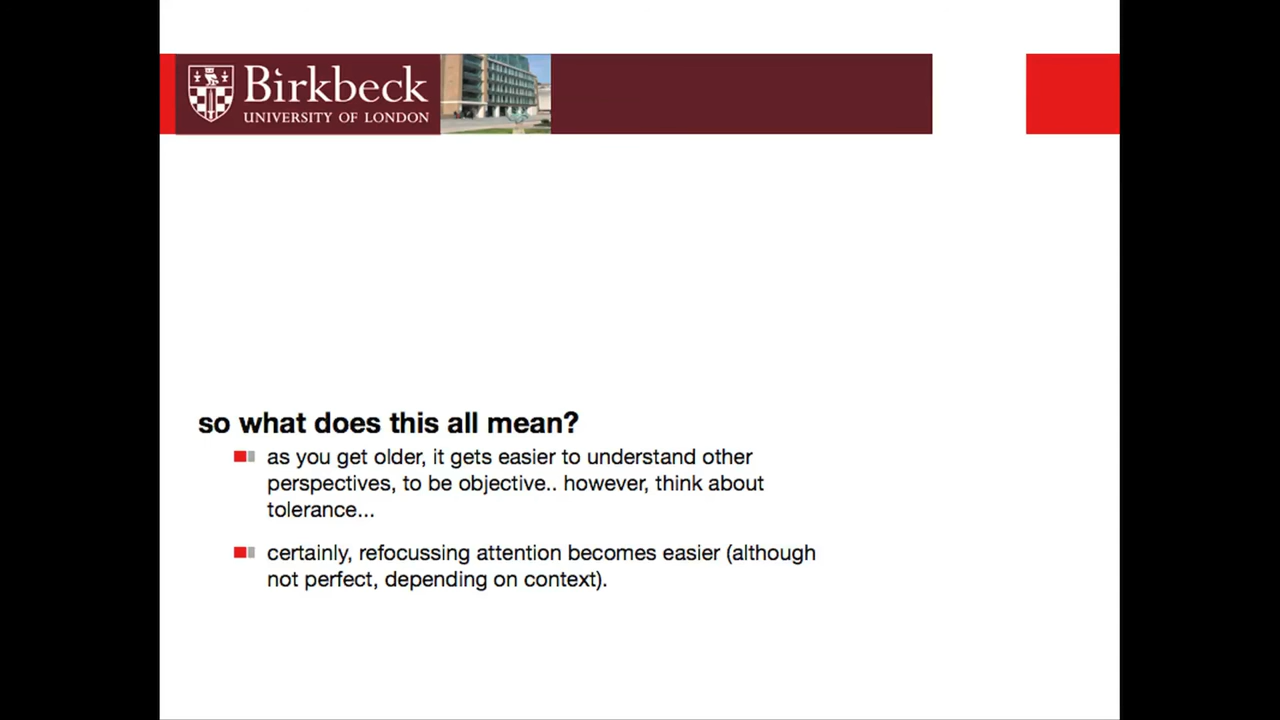 Birkbeck
UNIVERSITY OF LONDON
so what does this all mean?
as you get older, it gets easier to understand other
perspectives, to be objective.. however, think about
tolerance...
certainly, refocussing attention becomes easier (although
not perfect, depending on context).